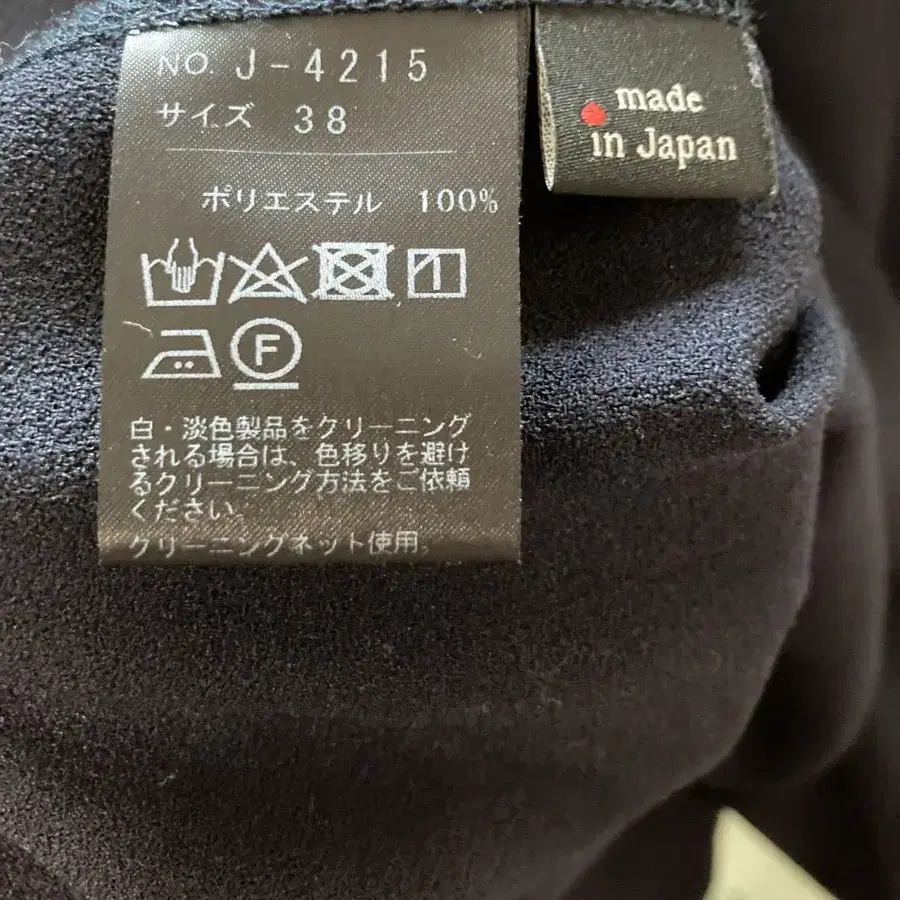 NO. J-4215
サイズ 38
ポリエステル 100%
F
白・淡色製品をクリーニング
される場合は、色移りを避け
るクリーニング方法をご依頼
ください。
クリーニングネット使用。
made
in Japan